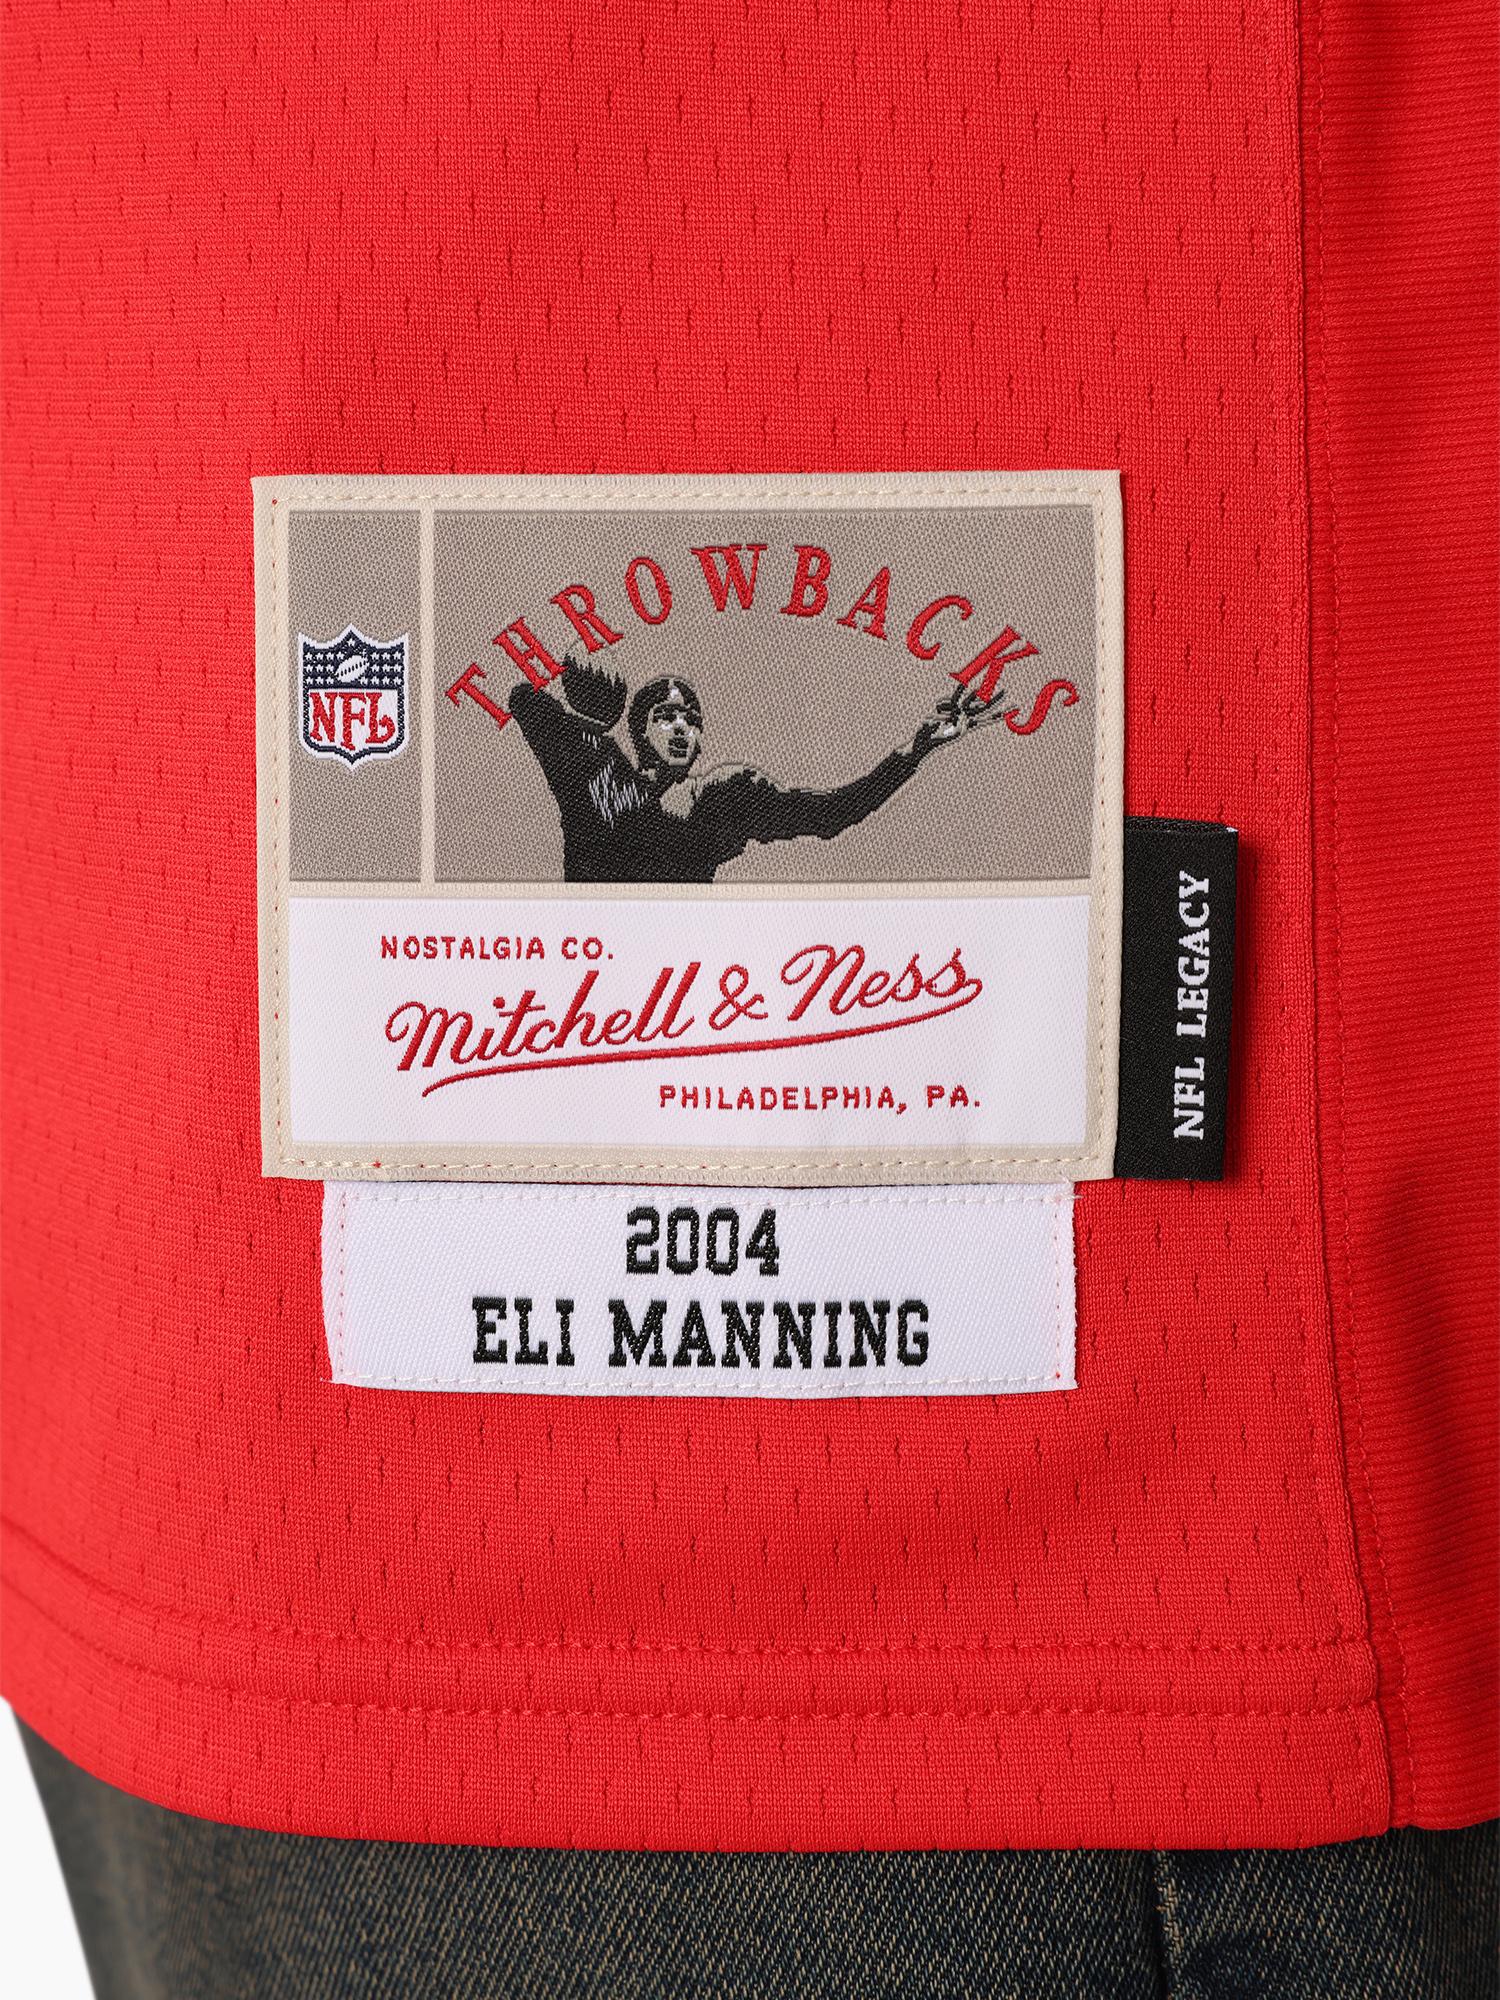 THROWBACKS
NFL
NOSTALGIA CO.
Mitchell & Ness
PHILADELPHIA, PA.
NFL LEGACY
2004
ELI MANNING